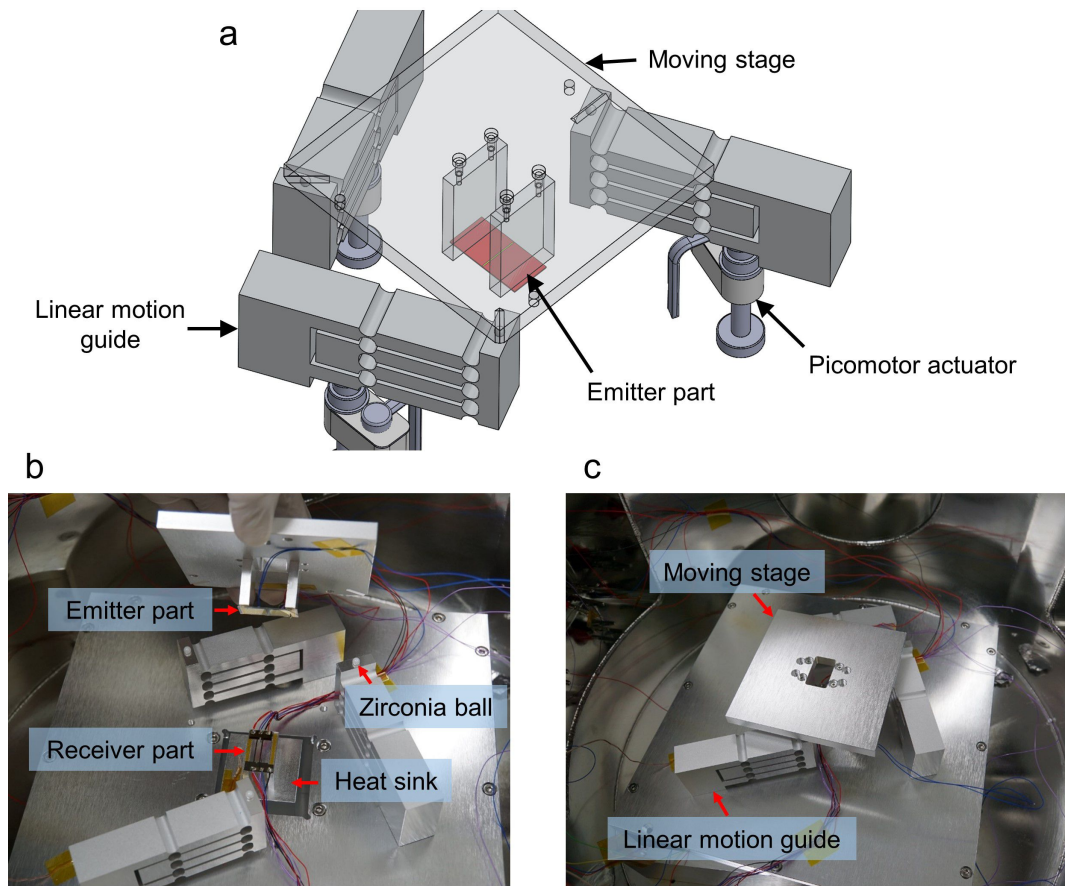 a
Moving stage
Linear motion
guide
Picomotor actuator
Emitter part
b
Emitter part
Zirconia ball
Receiver part
Heat sink
c
Moving stage
Linear motion guide